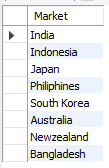 Market
India
Indonesia
Japan
Philiphines
South Korea
Australia
Newzealand
Bangladesh